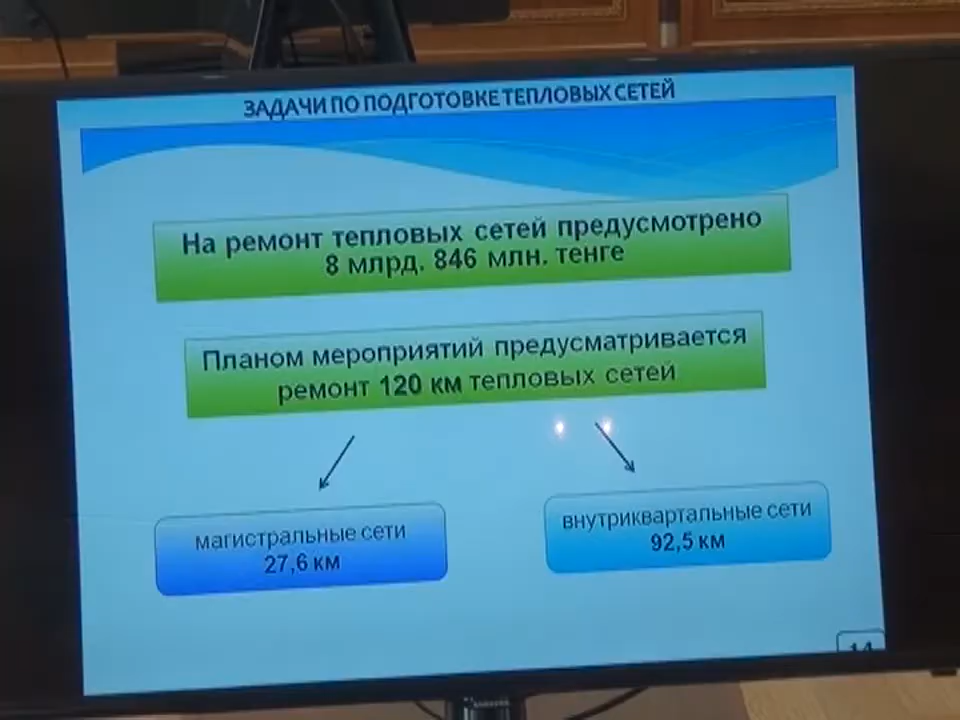 ЗАДАЧИ ПО ПОДГОТОВКЕ ТЕПЛОВЫХ СЕТЕЙ
На ремонт тепловых сетей предусмотрено
8 млрд. 846 млн. тенге
Планом мероприятий предусматривается
ремонт 120 км тепловых сетей
магистральные сети
27,6 км
внутриквартальные сети
92,5 км
14